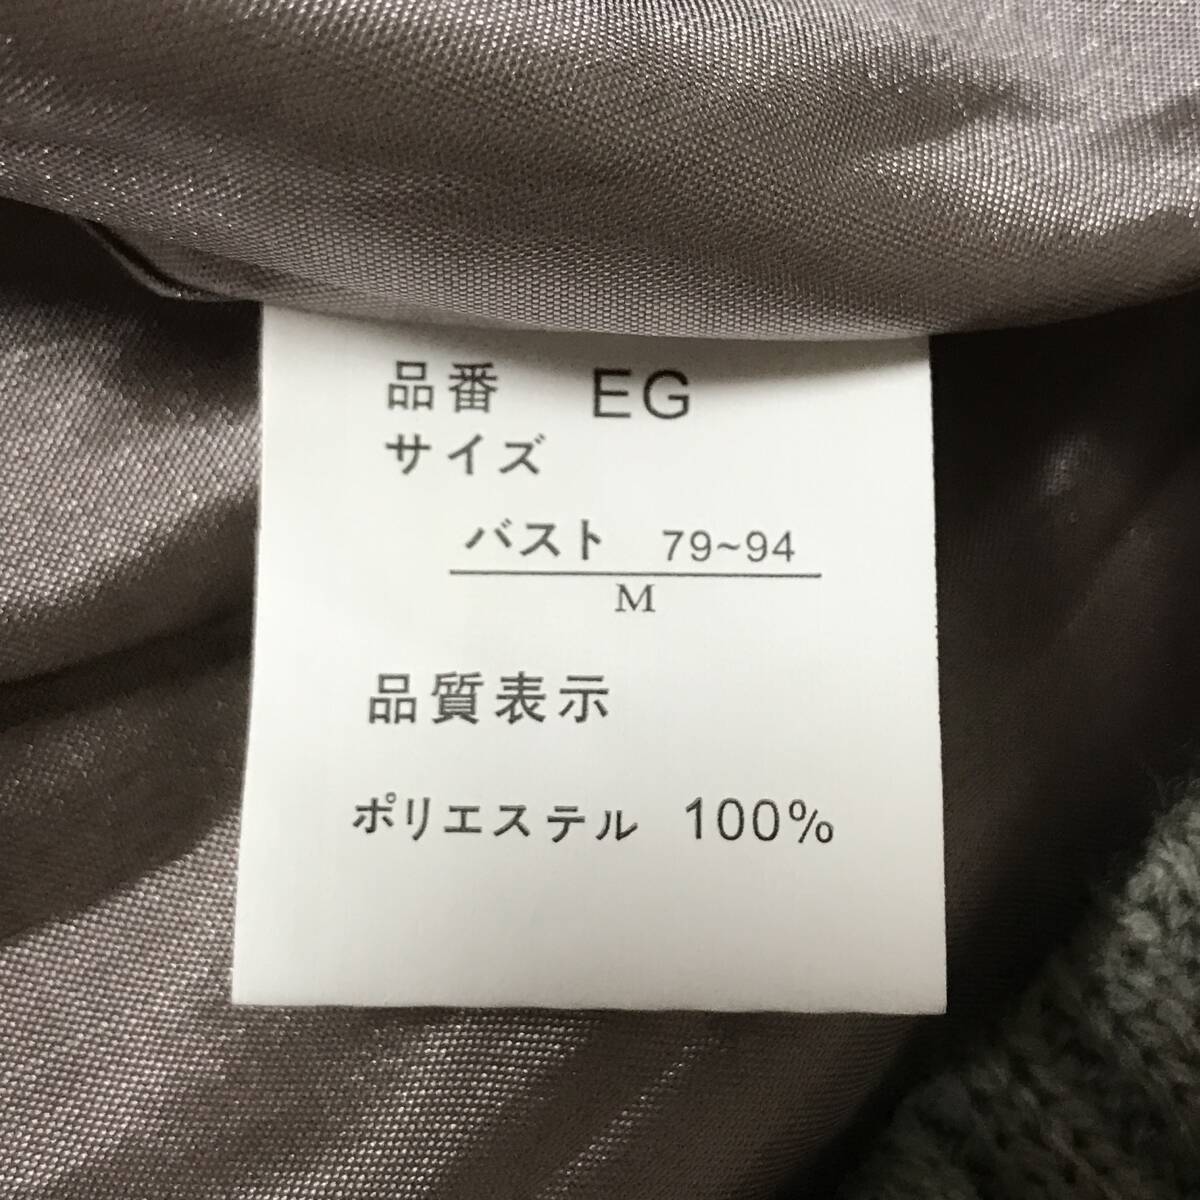 品番 EG
サイズ
バスト 79~94
M
品質表示
ポリエステル 100%